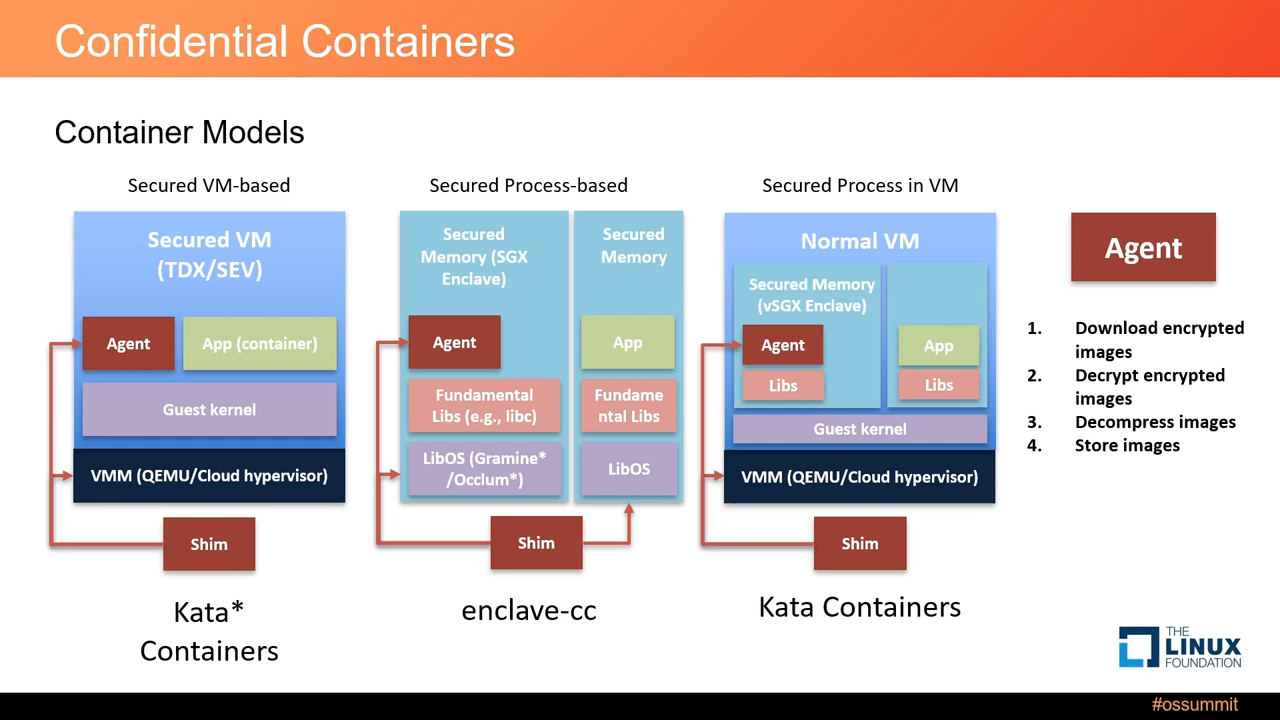 Confidential Containers
Container Models
Secured VM-based
Secured VM
(TDX/SEV)
Agent
App (container)
Guest kernel
VMM (QEMU/Cloud hypervisor)
Shim
Kata*
Containers
Secured Process-based
Secured
Memory (SGX
Enclave)
Agent
Fundamental
Libs (e.g., libc)
LibOS (Gramine*
/Occlum*)
Secured
Memory
App
Fundame
ntal Libs
LibOS
Shim
enclave-cc
Secured Process in VM
Normal VM
Secured Memory
(vSGX Enclave)
Agent
Libs
App
Libs
Guest kernel
VMM (QEMU/Cloud hypervisor)
Shim
Kata Containers
Agent
1. Download encrypted
images
2. Decrypt encrypted
images
3. Decompress images
4. Store images
THE
LINUX
FOUNDATION
#ossummit